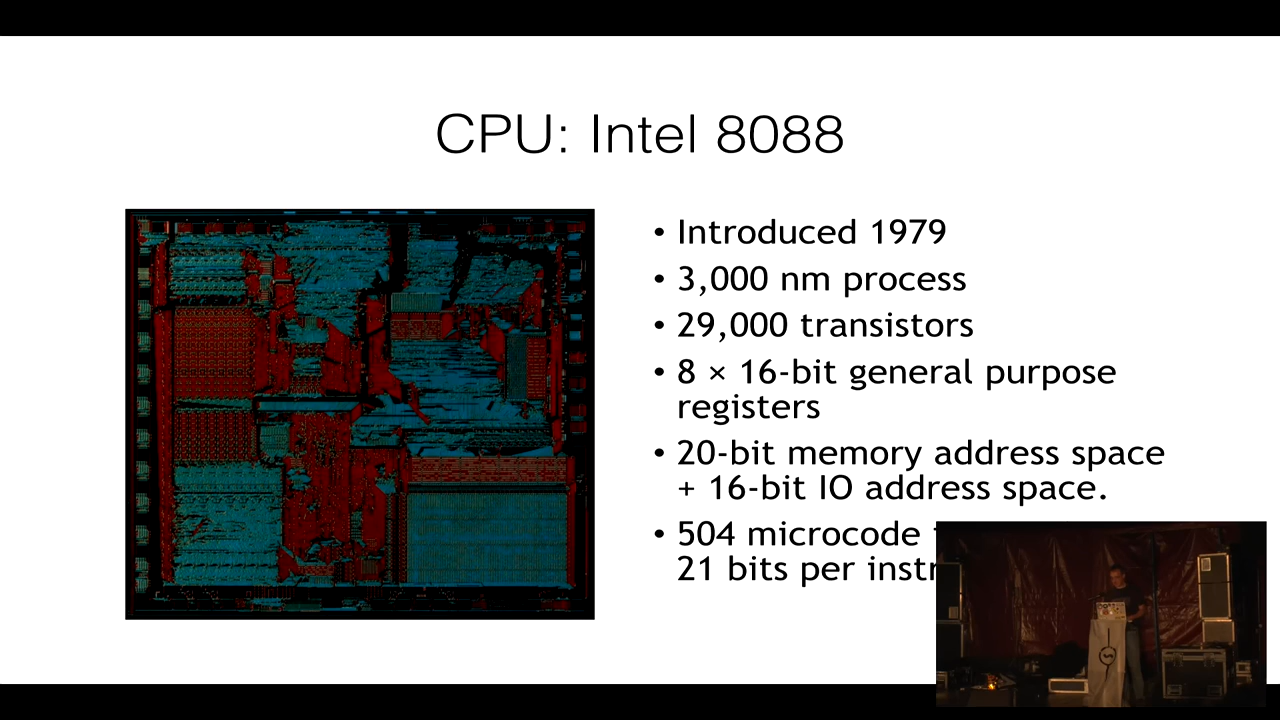 CPU: Intel 8088
• Introduced 1979
• 3,000 nm process
• 29,000 transistors
• 8 × 16-bit general purpose
registers
• 20-bit memory address space
+ 16-bit IO address space.
• 504 microcode
21 bits per